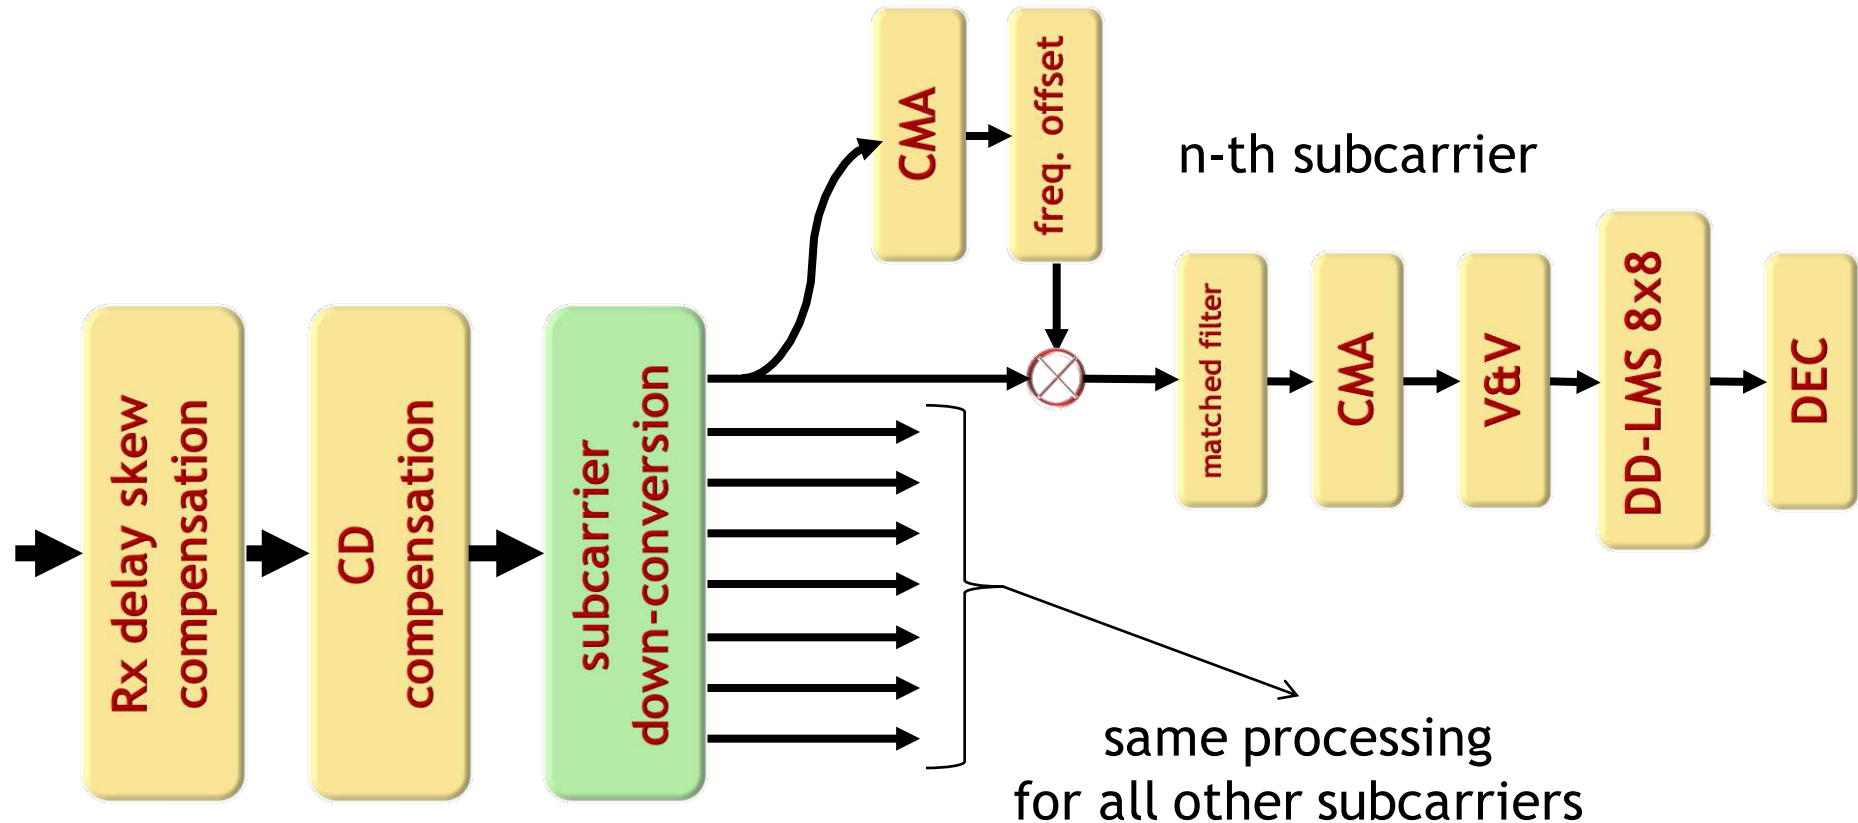 Rx delay skew
compensation
CD
compensation
subcarrier
down-conversion
CMA
freq. offset
n-th subcarrier
matched filter
CMA
V&V
DD-LMS 8x8
DEC
same processing
for all other subcarriers